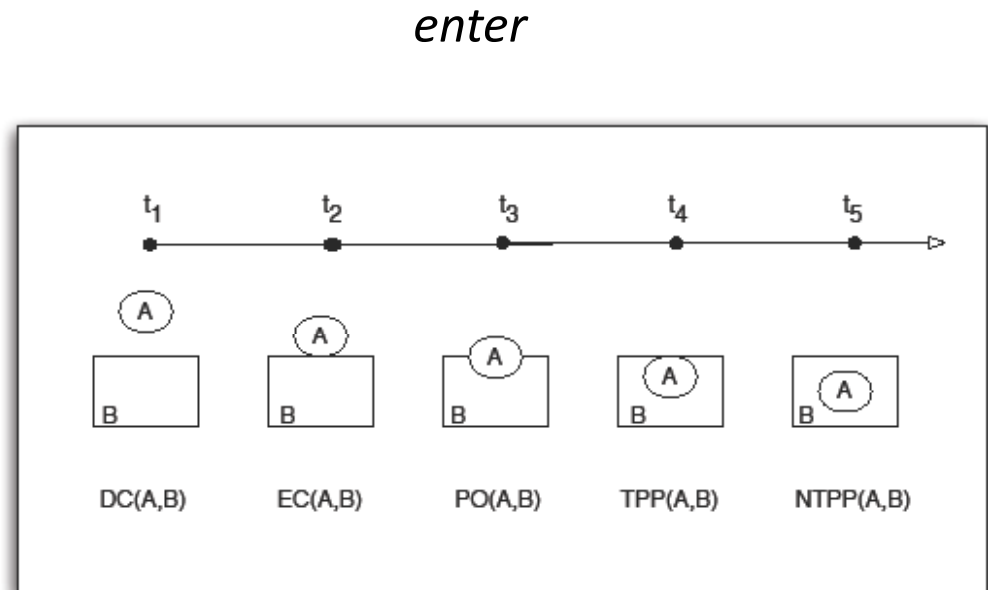 enter
t1 t2 t3 t4 t5
A A A A A
B B B B B
DC(A,B) EC(A,B) PO(A,B) TPP(A,B) NTPP(A,B)